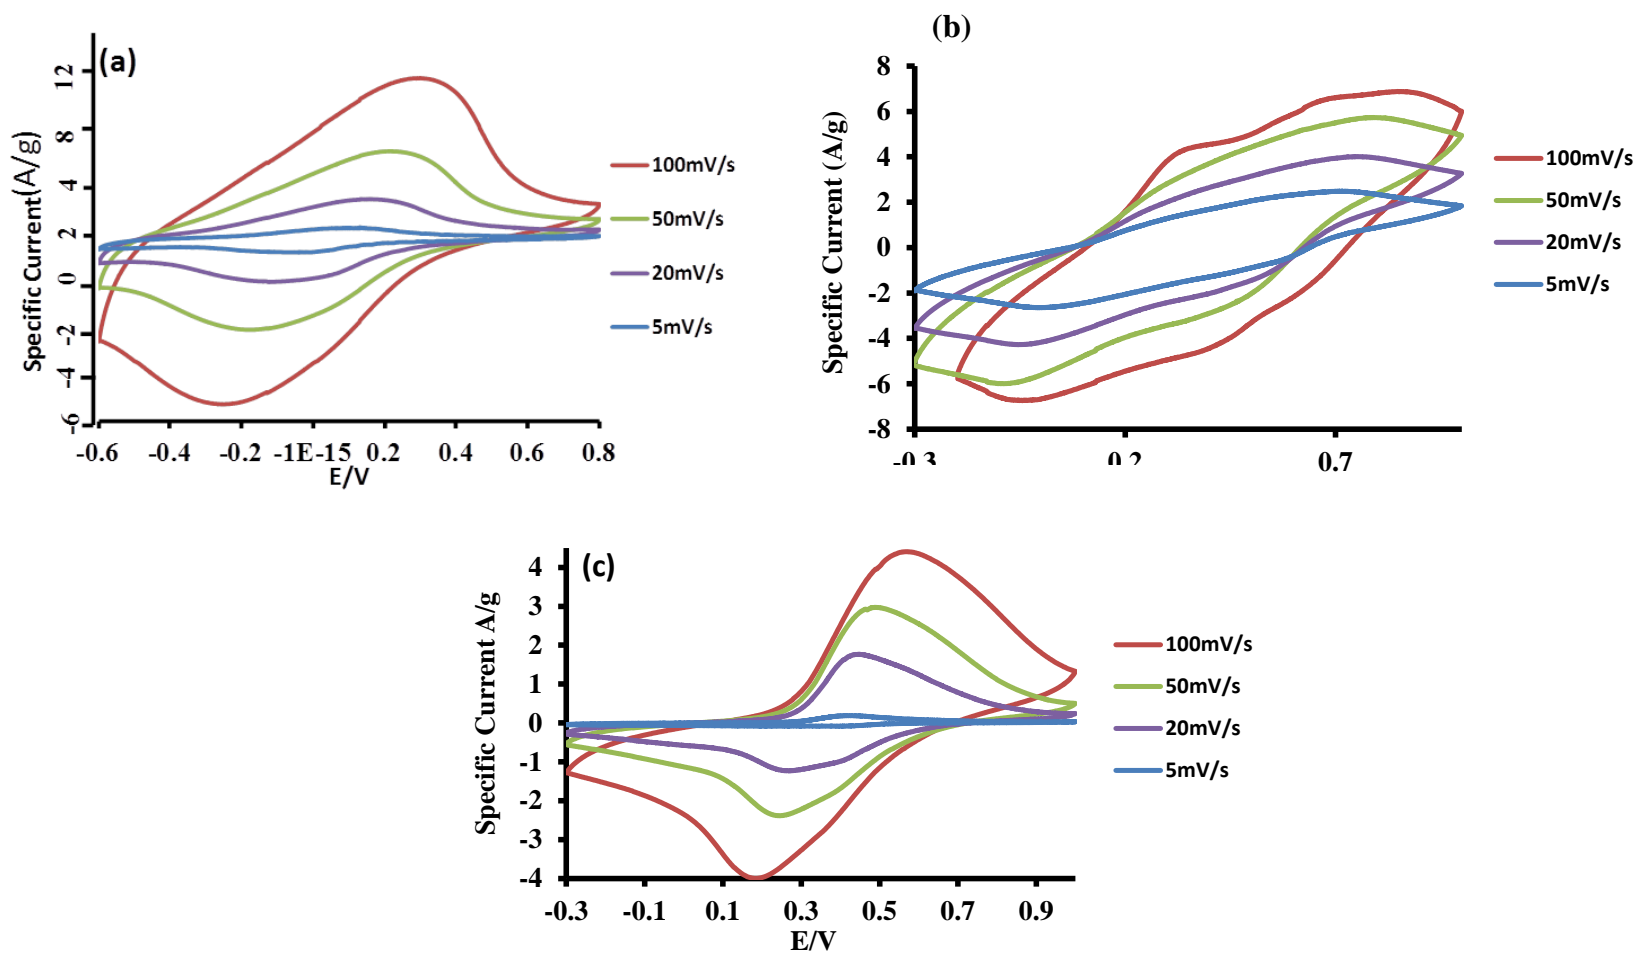 (a)
Specific Current(A/g)
12
8
4
2
0
-2
-4
-6
-0.6 -0.4 -0.2 -1E-15 0.2 0.4 0.6 0.8
E/V
100mV/s
50mV/s
20mV/s
5mV/s
(b)
Specific Current (A/g)
8
6
4
2
0
-2
-4
-6
-8
-0.3 0.2 0.7
100mV/s
50mV/s
20mV/s
5mV/s
(c)
Specific Current A/g
4
3
2
1
0
-1
-2
-3
-4
-0.3 -0.1 0.1 0.3 0.5 0.7 0.9
E/V
100mV/s
50mV/s
20mV/s
5mV/s